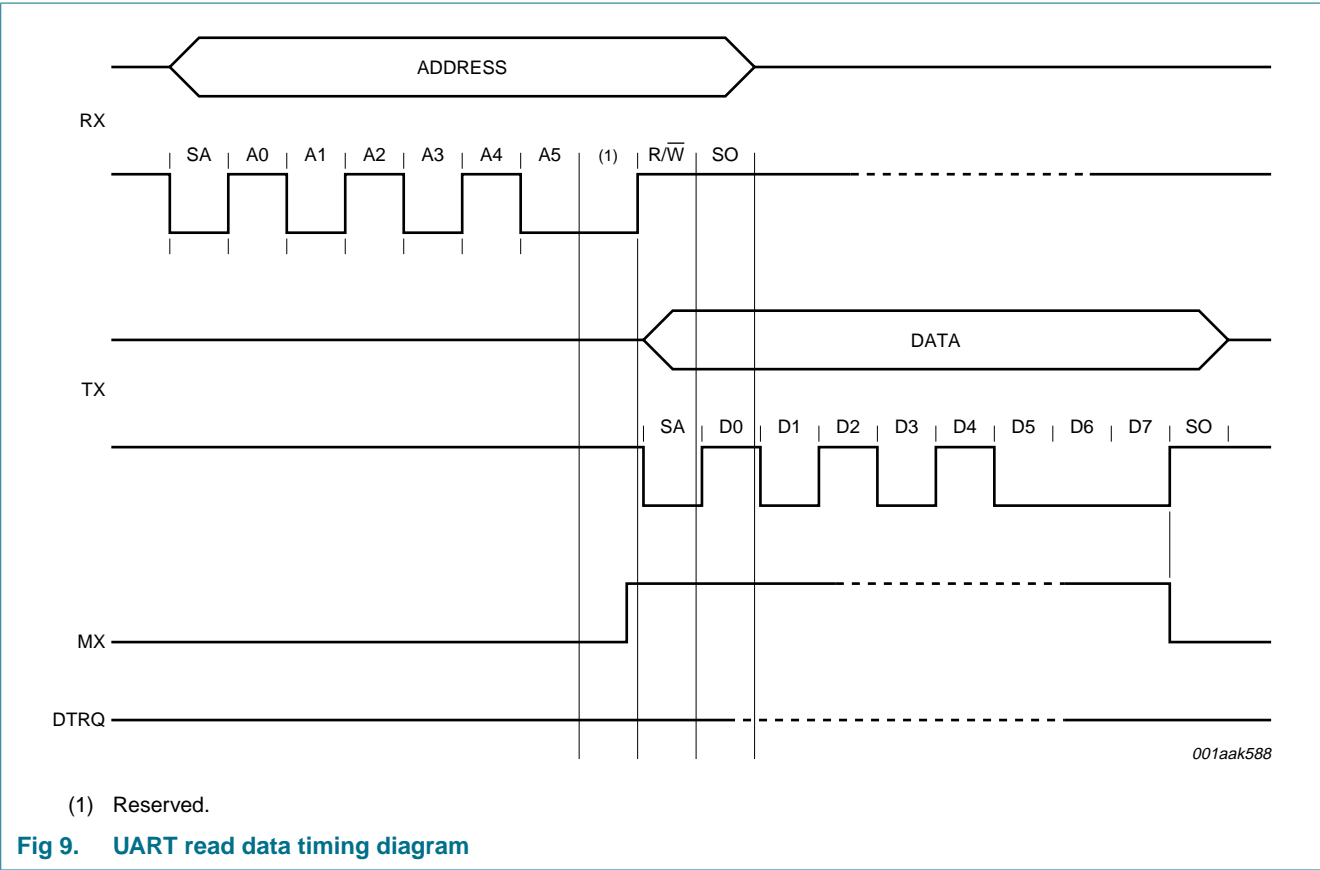 ADDRESS
RX
SA A0 A1 A2 A3 A4 A5 (1) R/W̅ SO
DATA
TX
SA D0 D1 D2 D3 D4 D5 D6 D7 SO
MX
DTRQ
001aak588
(1) Reserved.
Fig 9. UART read data timing diagram